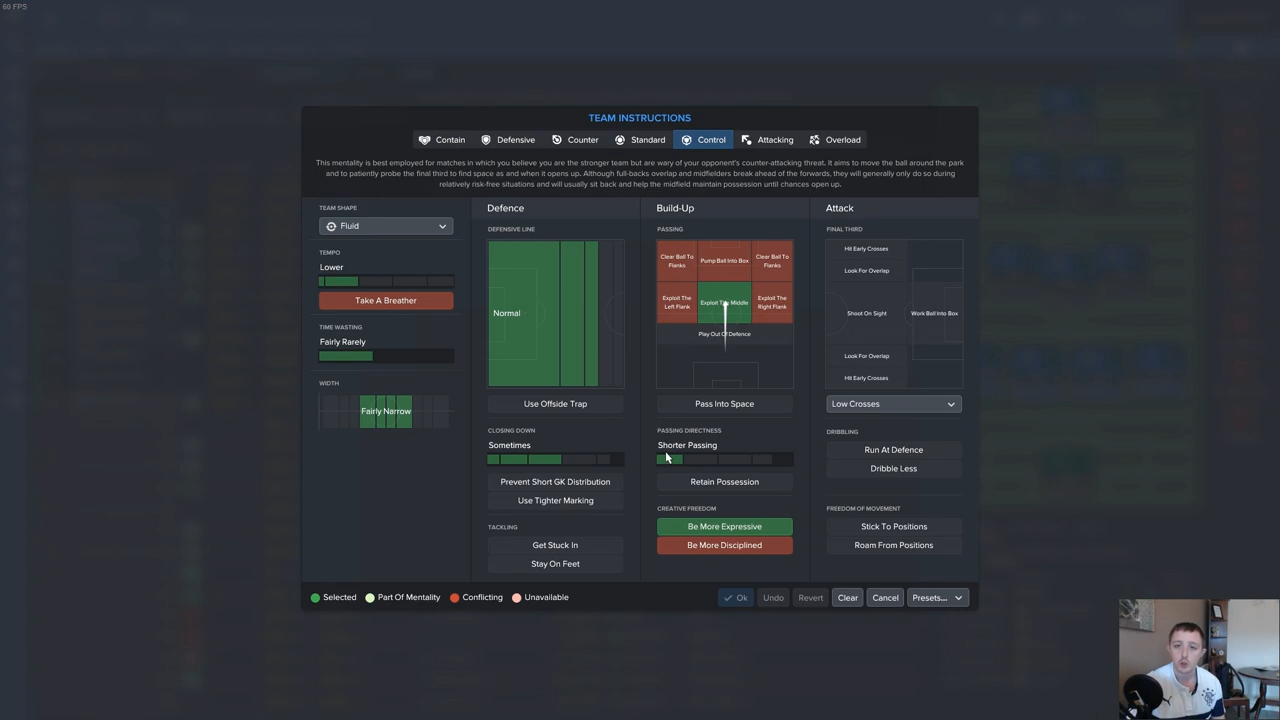 60 FPS
TEAM INSTRUCTIONS
Contain
Defensive
Counter
Standard
Control
Attacking
Overload
This mentality is best employed for matches in which you believe you are the stronger team but are wary of your opponent's counter-attacking threat. It aims to move the ball around the park
and to patiently probe the final third to find space as and when it opens up. Although full-backs overlap and midfielders break ahead of the forwards, they will generally only do so during
relatively risk-free situations and will usually sit back and help the midfield maintain possession until chances open up.
TEAM SHAPE
Fluid
TEMPO
Lower
Take A Breather
TIME WASTING
Fairly Rarely
WIDTH
Fairly Narrow
Defence
DEFENSIVE LINE
Normal
Use Offside Trap
CLOSING DOWN
Sometimes
Prevent Short GK Distribution
Use Tighter Marking
TACKLING
Get Stuck In
Stay On Feet
Build-Up
PASSING
Clear Ball To
Flanks
Pump Ball Into Box
Clear Ball To
Flanks
Exploit The
Left Flank
Exploit The Middle
Exploit The
Right Flank
Play Out Of Defence
Pass Into Space
PASSING DIRECTNESS
Shorter Passing
Retain Possession
CREATIVE FREEDOM
Be More Expressive
Be More Disciplined
Attack
FINAL THIRD
Hit Early Crosses
Look For Overlap
Shoot On Sight
Work Ball Into Box
Look For Overlap
Hit Early Crosses
Low Crosses
DRIBBLING
Run At Defence
Dribble Less
FREEDOM OF MOVEMENT
Stick To Positions
Roam From Positions
Selected
Part Of Mentality
Conflicting
Unavailable
Ok
Undo
Revert
Clear
Cancel
Presets...